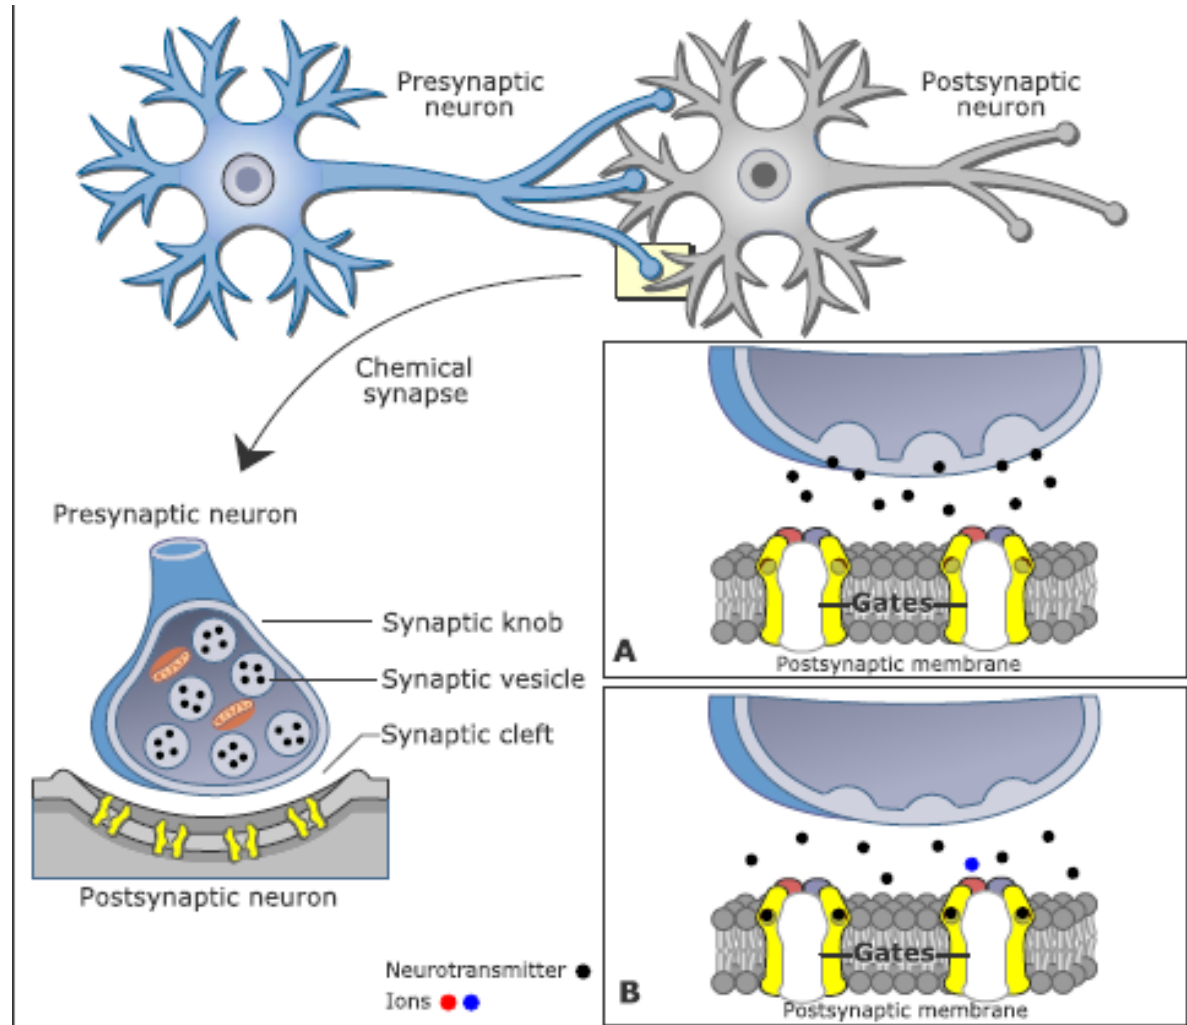 Presynaptic
neuron
Postsynaptic
neuron
Chemical
synapse
Presynaptic neuron
Synaptic knob
Synaptic vesicle
Synaptic cleft
Postsynaptic neuron
Neurotransmitter
Ions
Gates
A
Postsynaptic membrane
Gates
B
Postsynaptic membrane